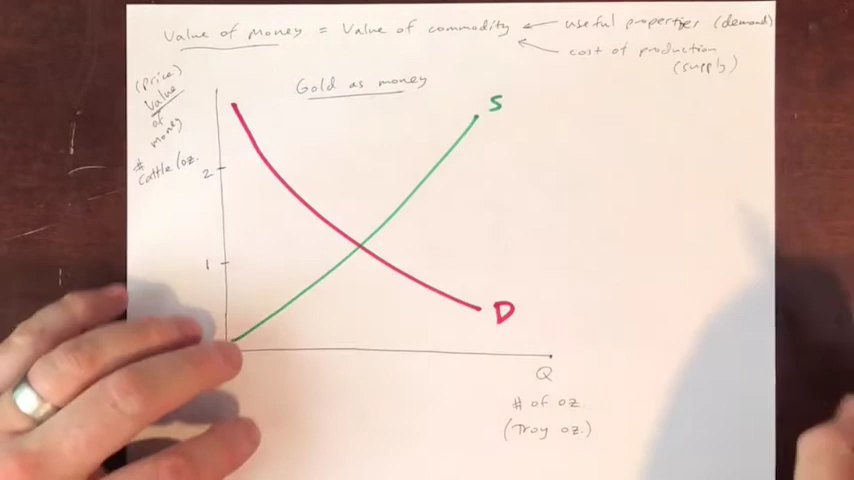 Value of Money = Value of commodity ← useful properties (demand)
← cost of production
(supply)
(price)
Value
of
money
#
cattle/oz.
Gold as money
S
2
1
D
Q
# of oz.
(Troy oz.)